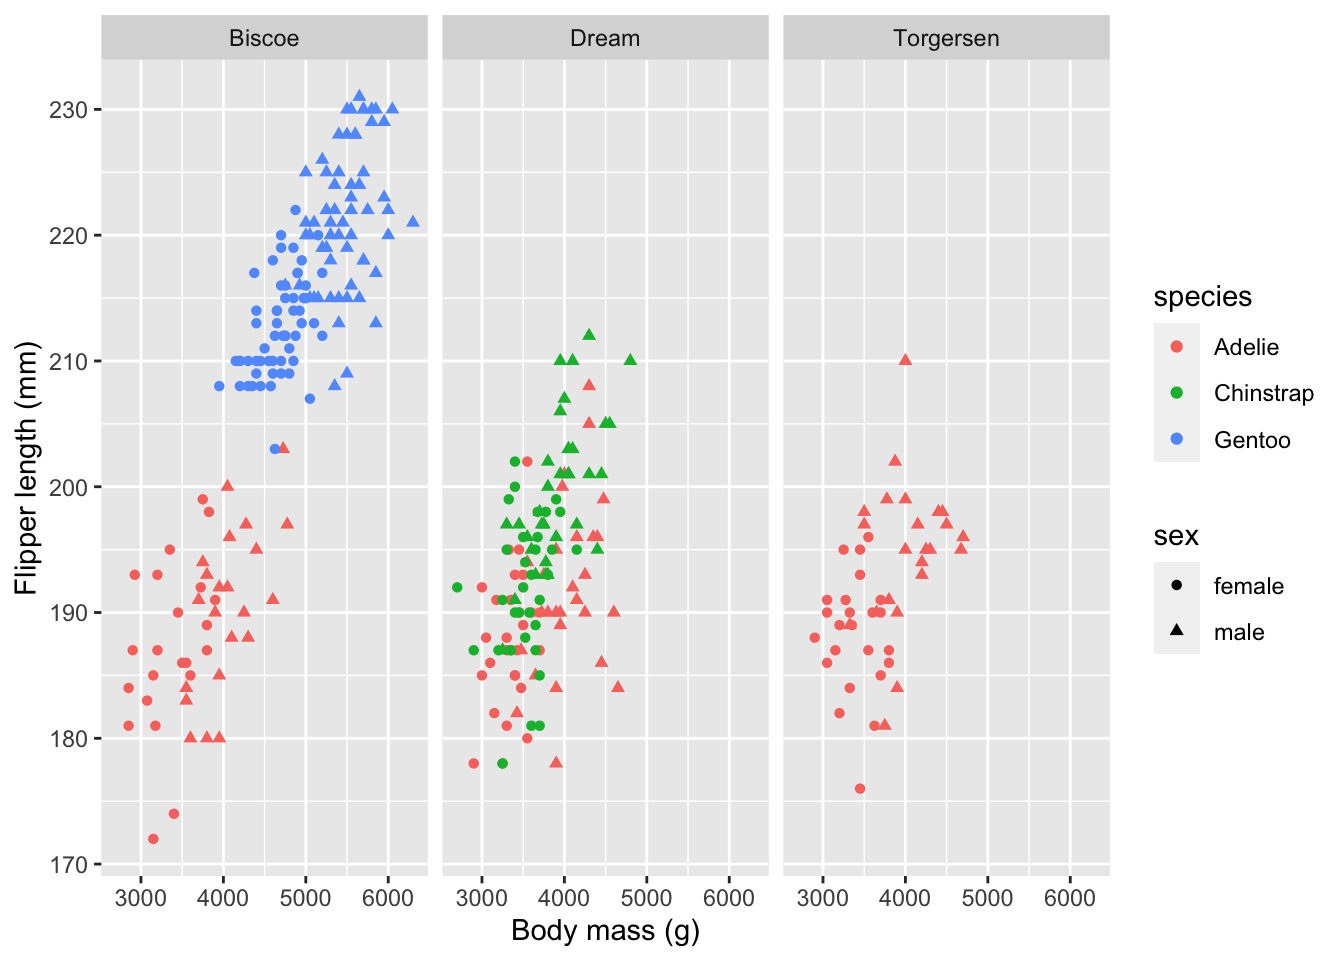 Biscoe Dream Torgersen
230
220
210
200
190
180
170
Flipper length (mm)
3000 4000 5000 6000 3000 4000 5000 6000 3000 4000 5000 6000
Body mass (g)
species
Adelie
Chinstrap
Gentoo
sex
female
male